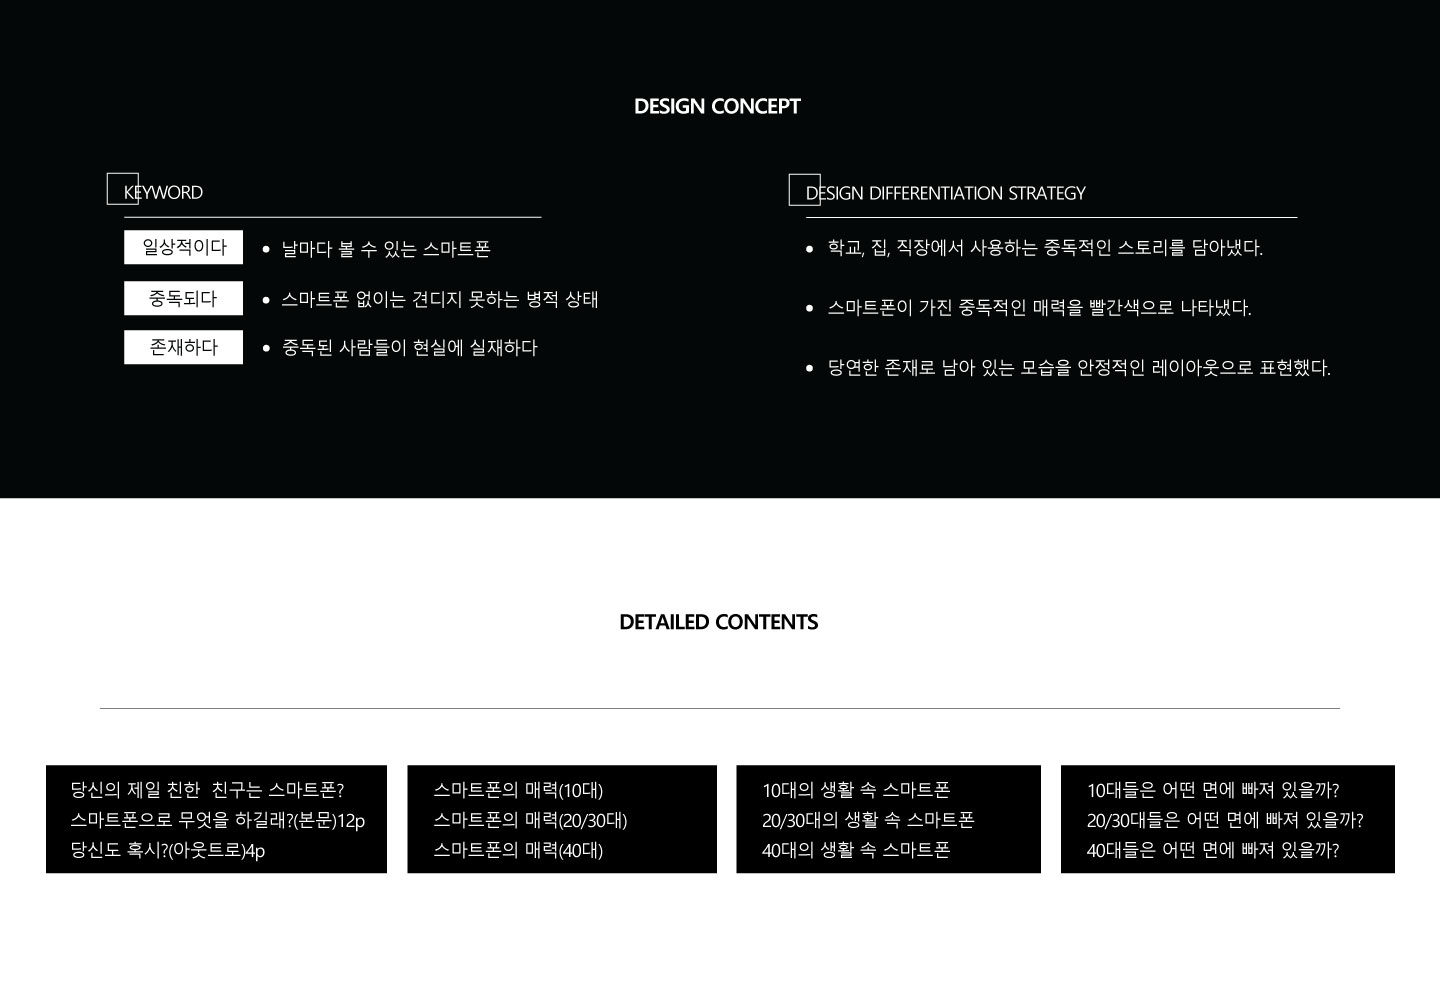 DESIGN CONCEPT
KEYWORD
일상적이다
날마다 볼 수 있는 스마트폰
중독되다
스마트폰 없이는 견디지 못하는 병적 상태
존재하다
중독된 사람들이 현실에 실재하다
DESIGN DIFFERENTIATION STRATEGY
학교, 집, 직장에서 사용하는 중독적인 스토리를 담아냈다.
스마트폰이 가진 중독적인 매력을 빨간색으로 나타냈다.
당연한 존재로 남아 있는 모습을 안정적인 레이아웃으로 표현했다.
DETAILED CONTENTS
당신의 제일 친한 친구는 스마트폰?
스마트폰으로 무엇을 하길래?(본문)12p
당신도 혹시?(아웃트로)4p
스마트폰의 매력(10대)
스마트폰의 매력(20/30대)
스마트폰의 매력(40대)
10대의 생활 속 스마트폰
20/30대의 생활 속 스마트폰
40대의 생활 속 스마트폰
10대들은 어떤 면에 빠져 있을까?
20/30대들은 어떤 면에 빠져 있을까?
40대들은 어떤 면에 빠져 있을까?